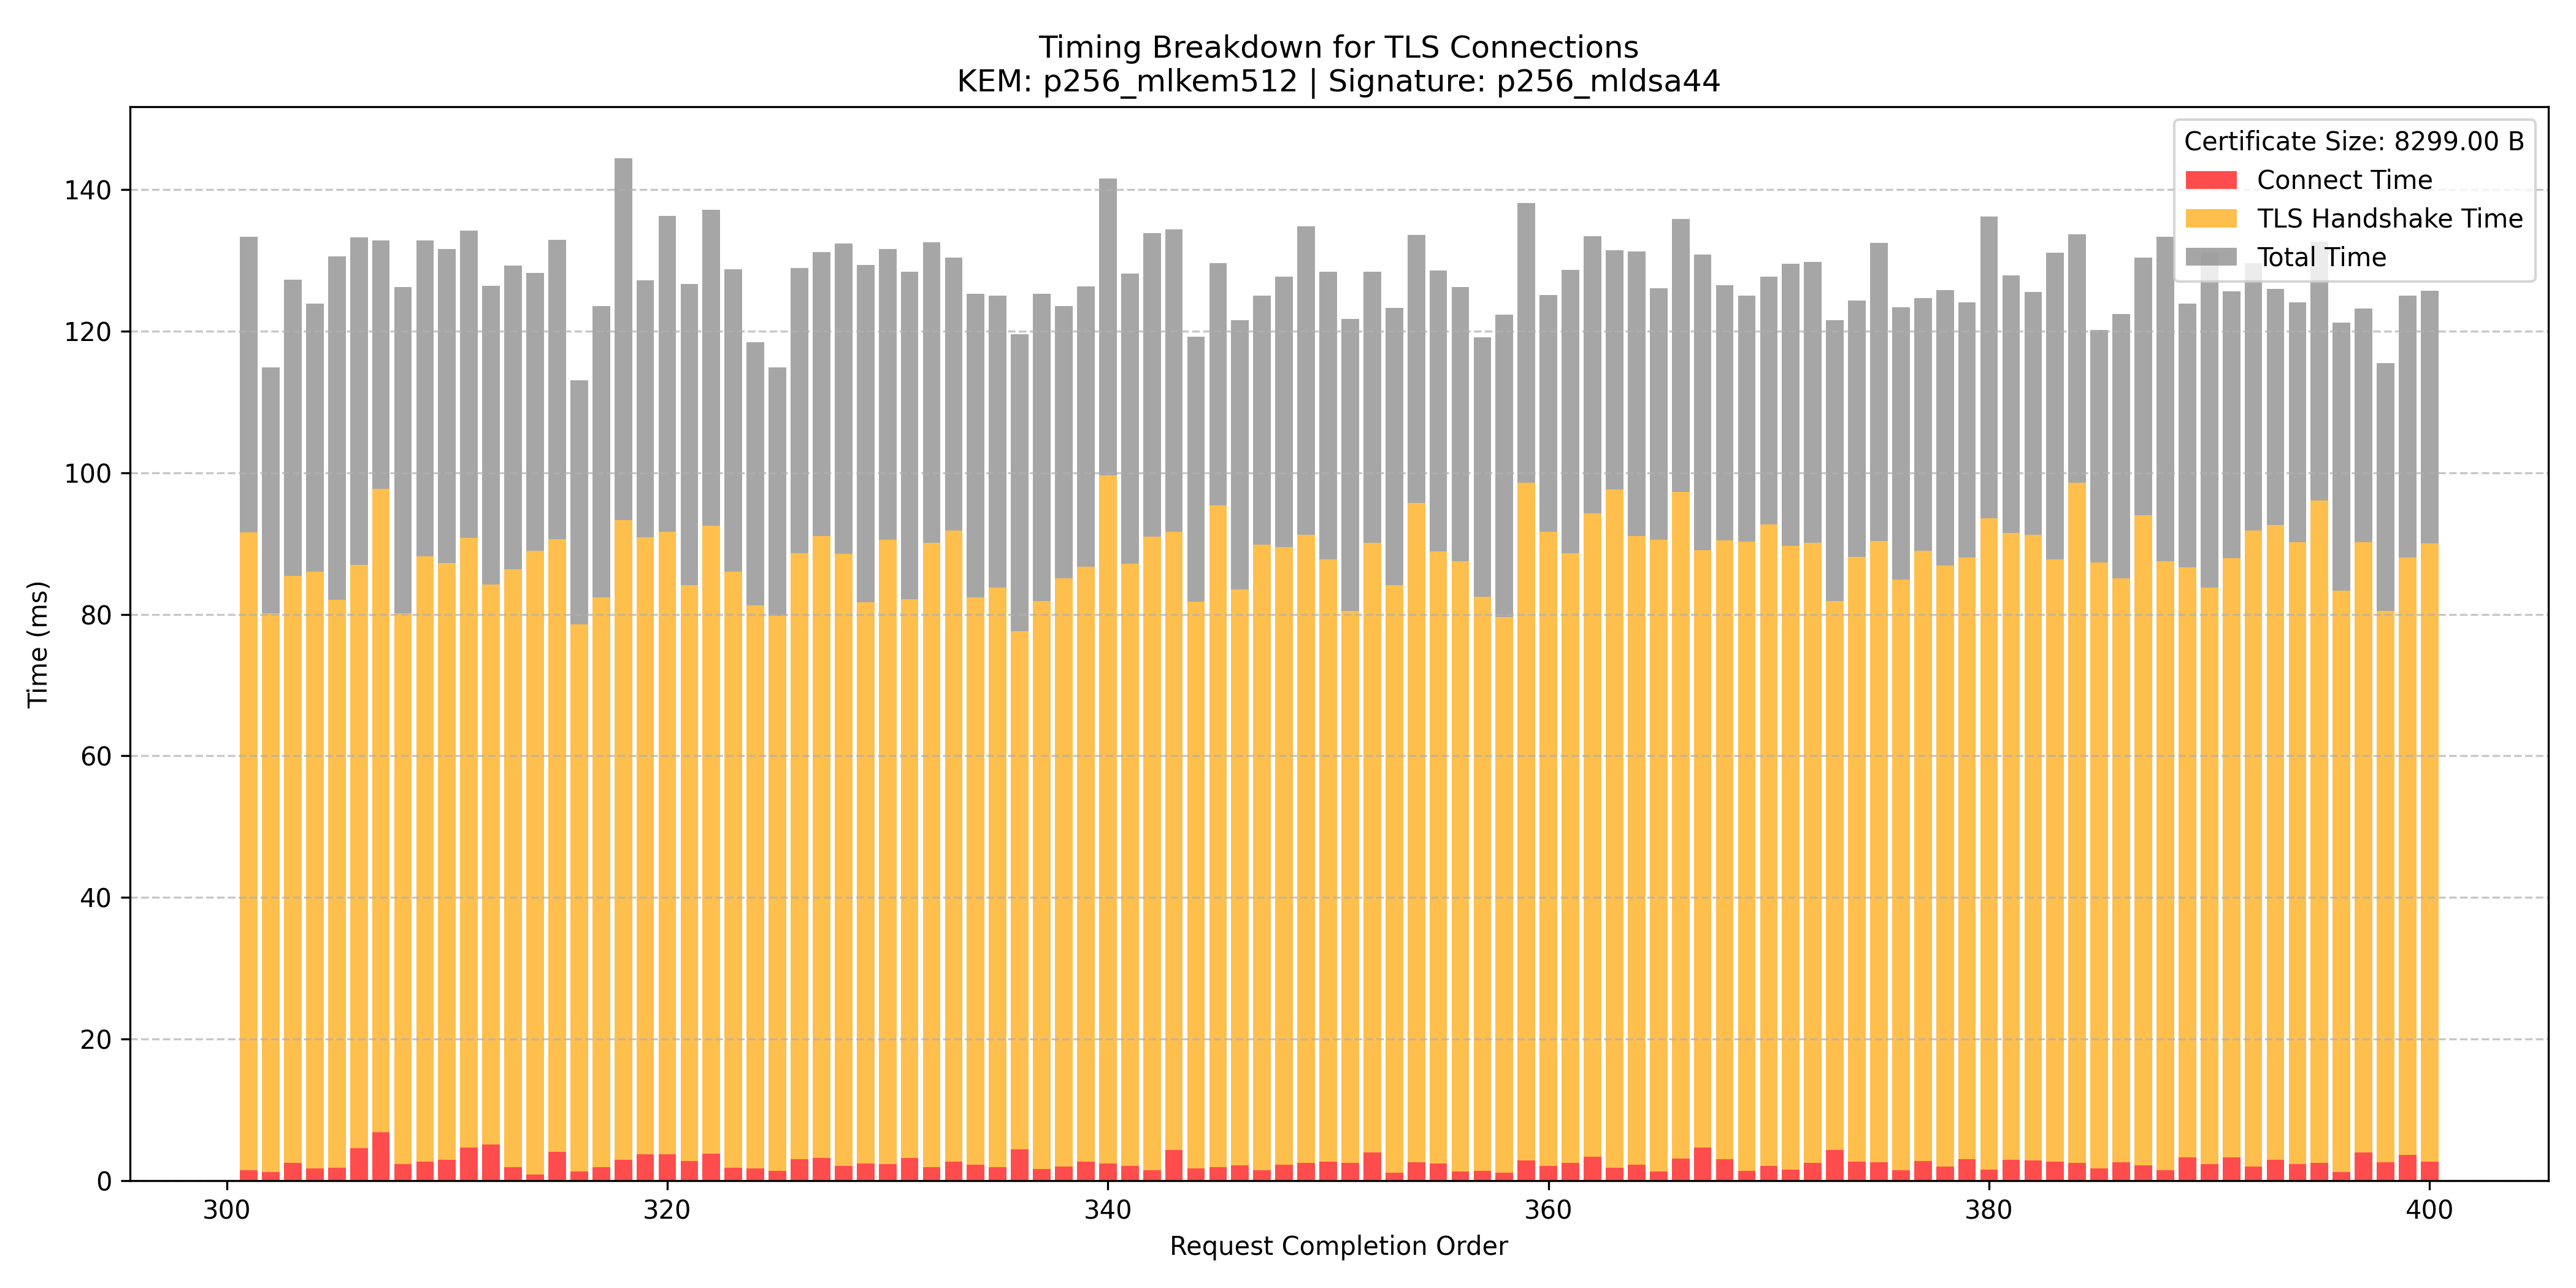 Timing Breakdown for TLS Connections
KEM: p256_mlkem512 | Signature: p256_mldsa44
Certificate Size: 8299.00 B
Connect Time
TLS Handshake Time
Total Time
Time (ms)
140
120
100
80
60
40
20
0
300 320 340 360 380 400
Request Completion Order